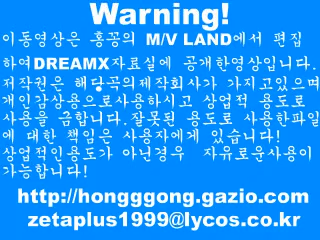 Warning!
이동영상은 홍꽁의 M/V LAND에서 편집
하여DREAMX자료실에 공개한영상입니다.
저작권은 해당곡의제작회사가 가지고있으며
개인감상용으로사용하시고 상업적 용도로
사용을 금합니다.잘못된 용도로 사용한파일
에 대한 책임은 사용자에게 있습니다!
상업적인용도가 아닌경우 자유로운사용이
가능합니다!
http://hongggong.gazio.com
zetaplus1999@lycos.co.kr